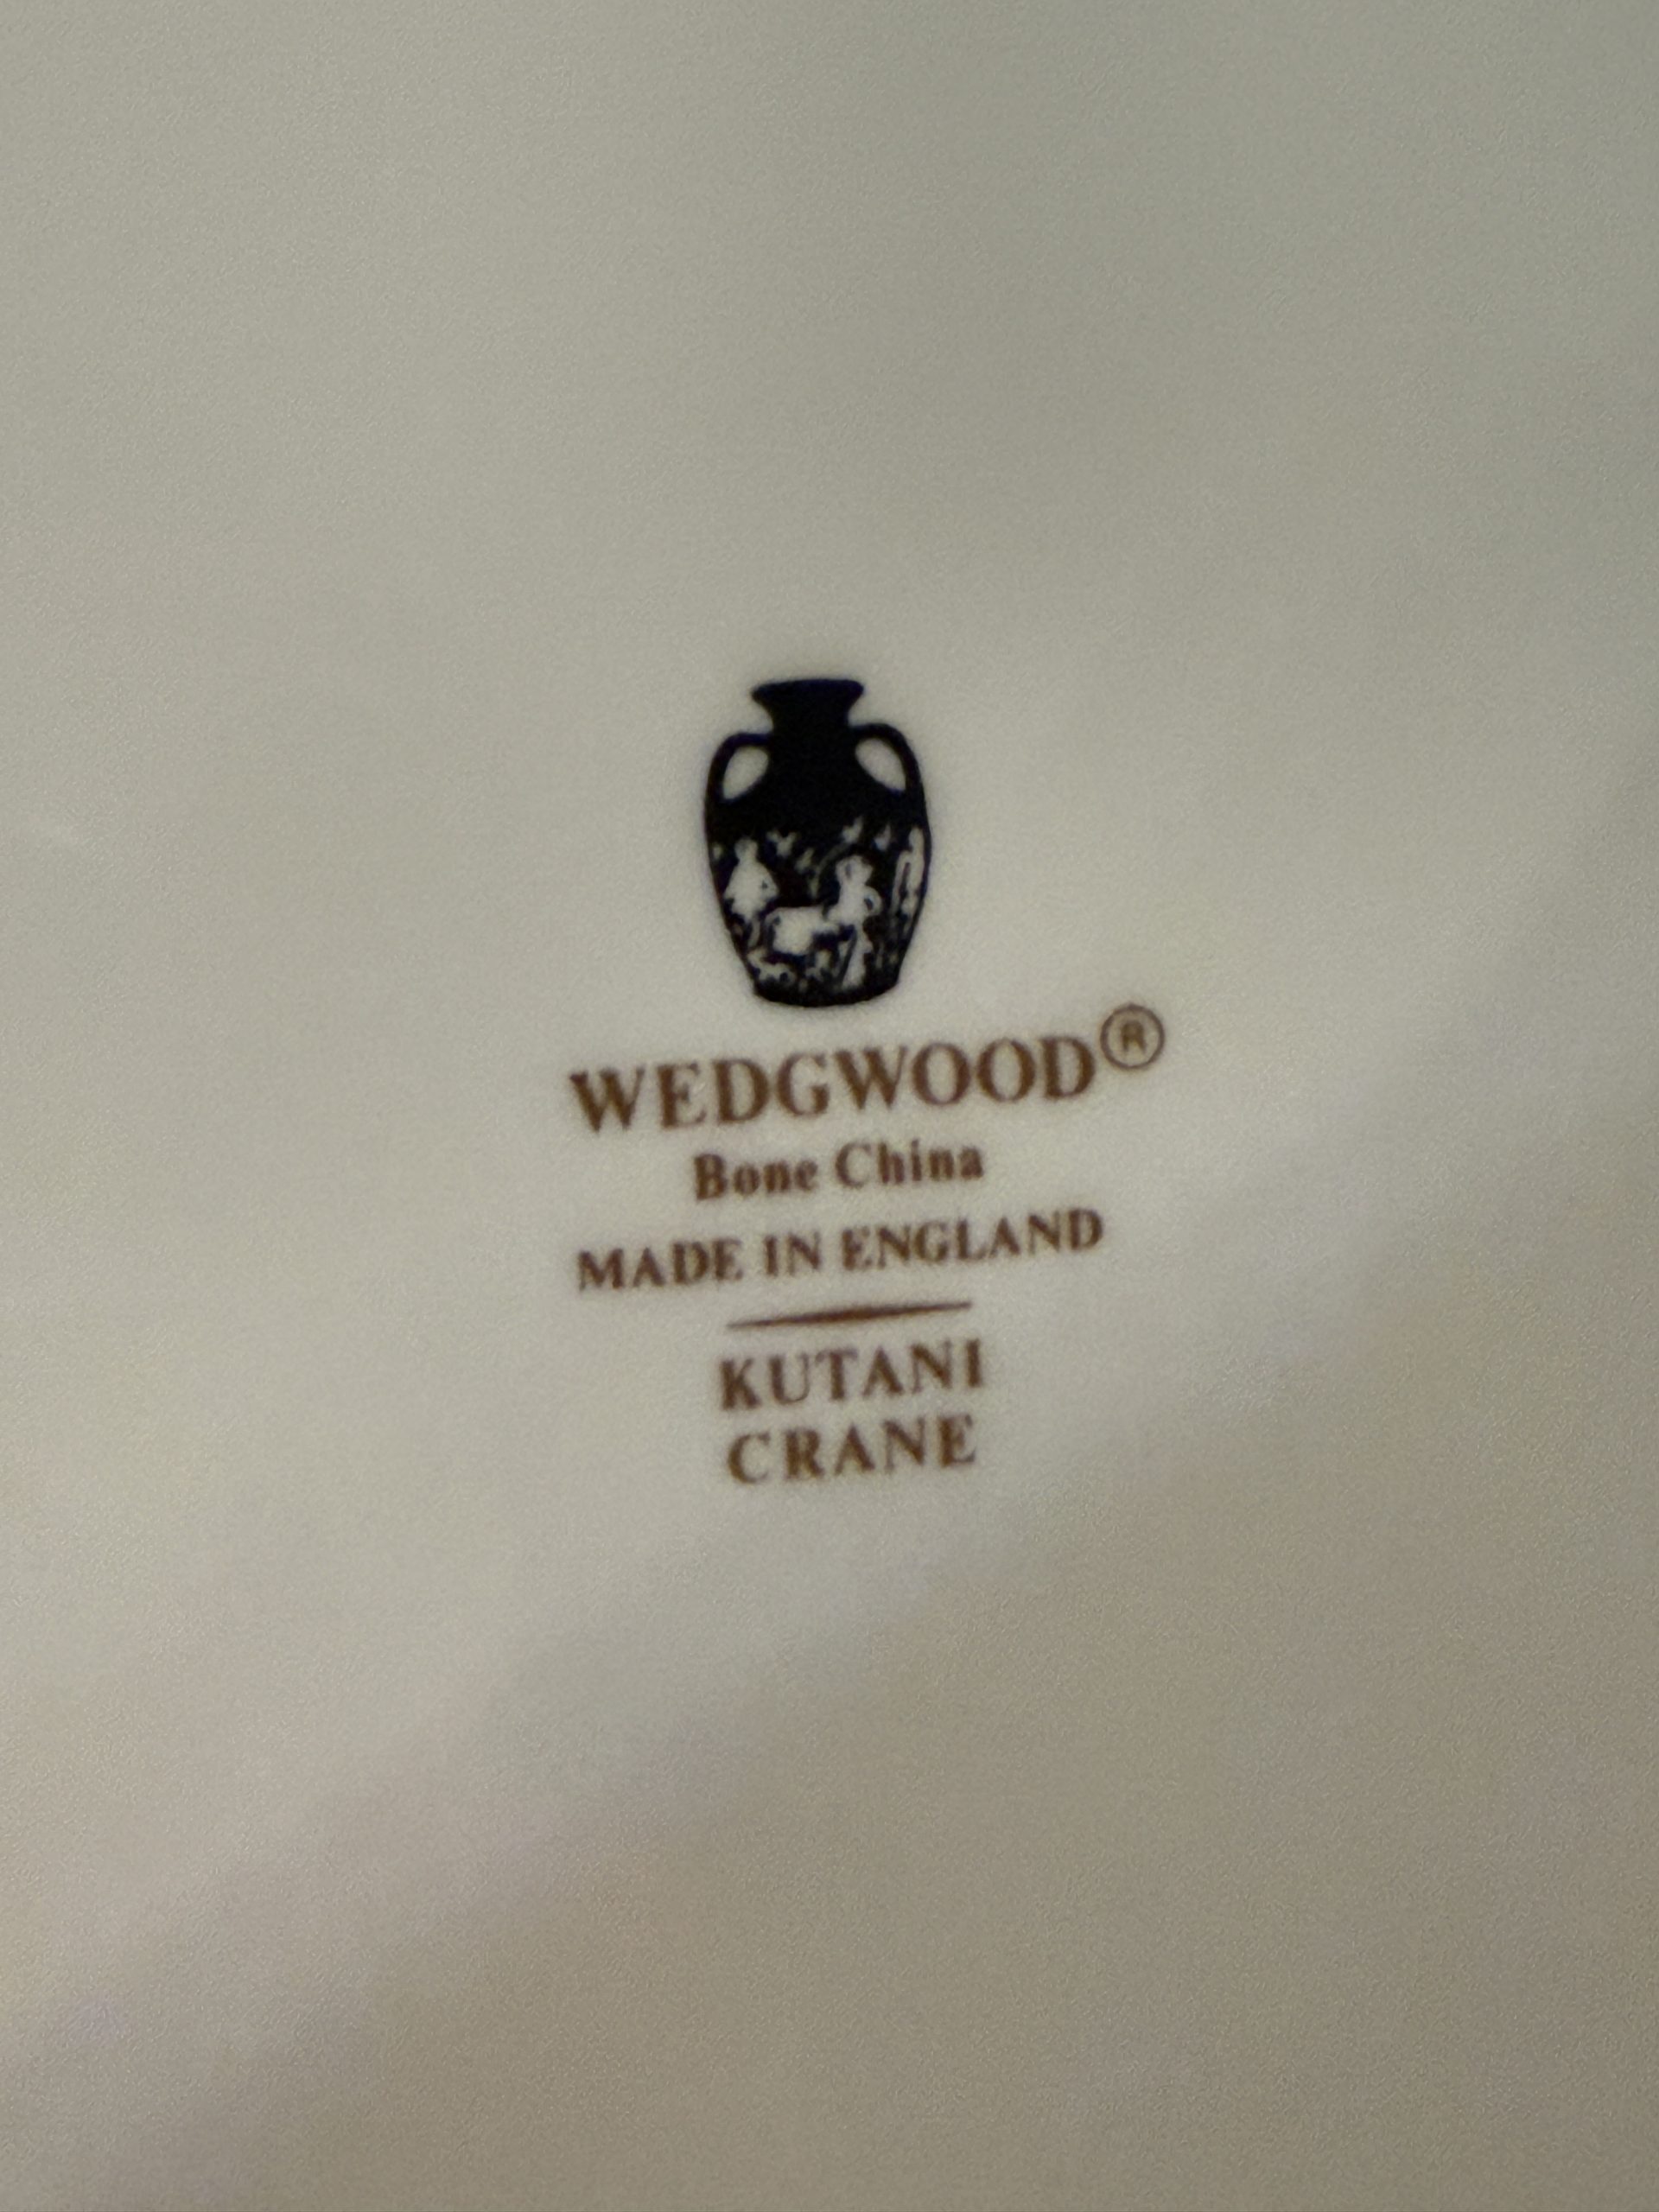 WEDGWOOD®
Bone China
MADE IN ENGLAND
KUTANI
CRANE